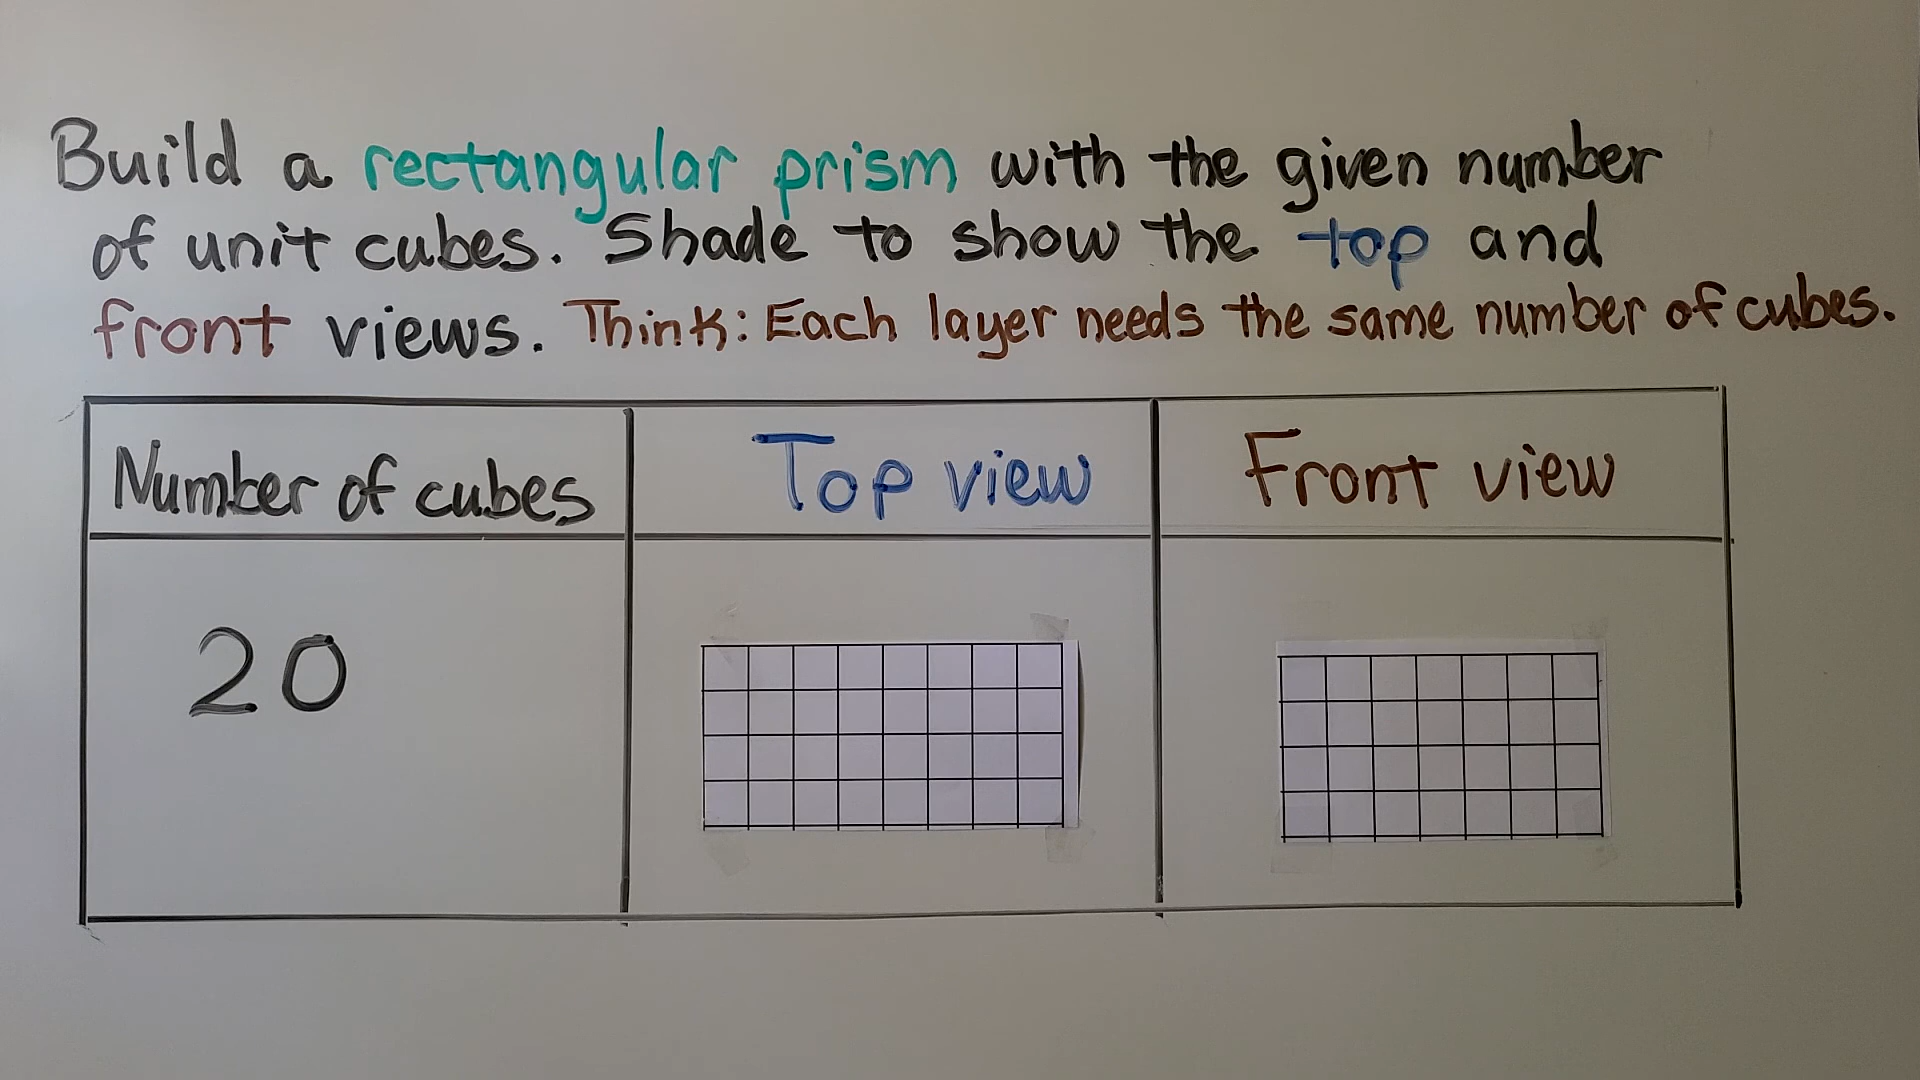 Build a rectangular prism with the given number
of unit cubes. Shade to show the top and
front views. Think: Each layer needs the same number of cubes.
Number of cubes
Top view
Front view
20